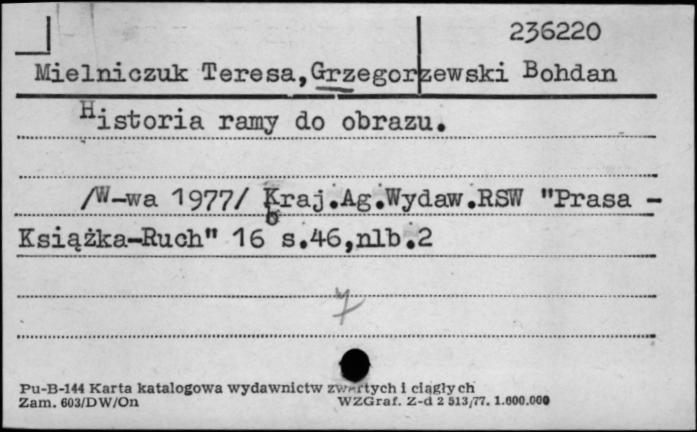 236220
Mielniczuk Teresa,Grzegorzewski Bohdan
Historia ramy do obrazu.
/W-wa 1977/ Kraj.Ag.Wydaw.RSW "Prasa -
Książka-Ruch" 16 s.46,nlb.2
7
Pu-B-144 Karta katalogowa wydawnictw zwartych i ciągłych
Zam. 603/DW/On WZGraf. Z-d 2 513/77. 1.600.000